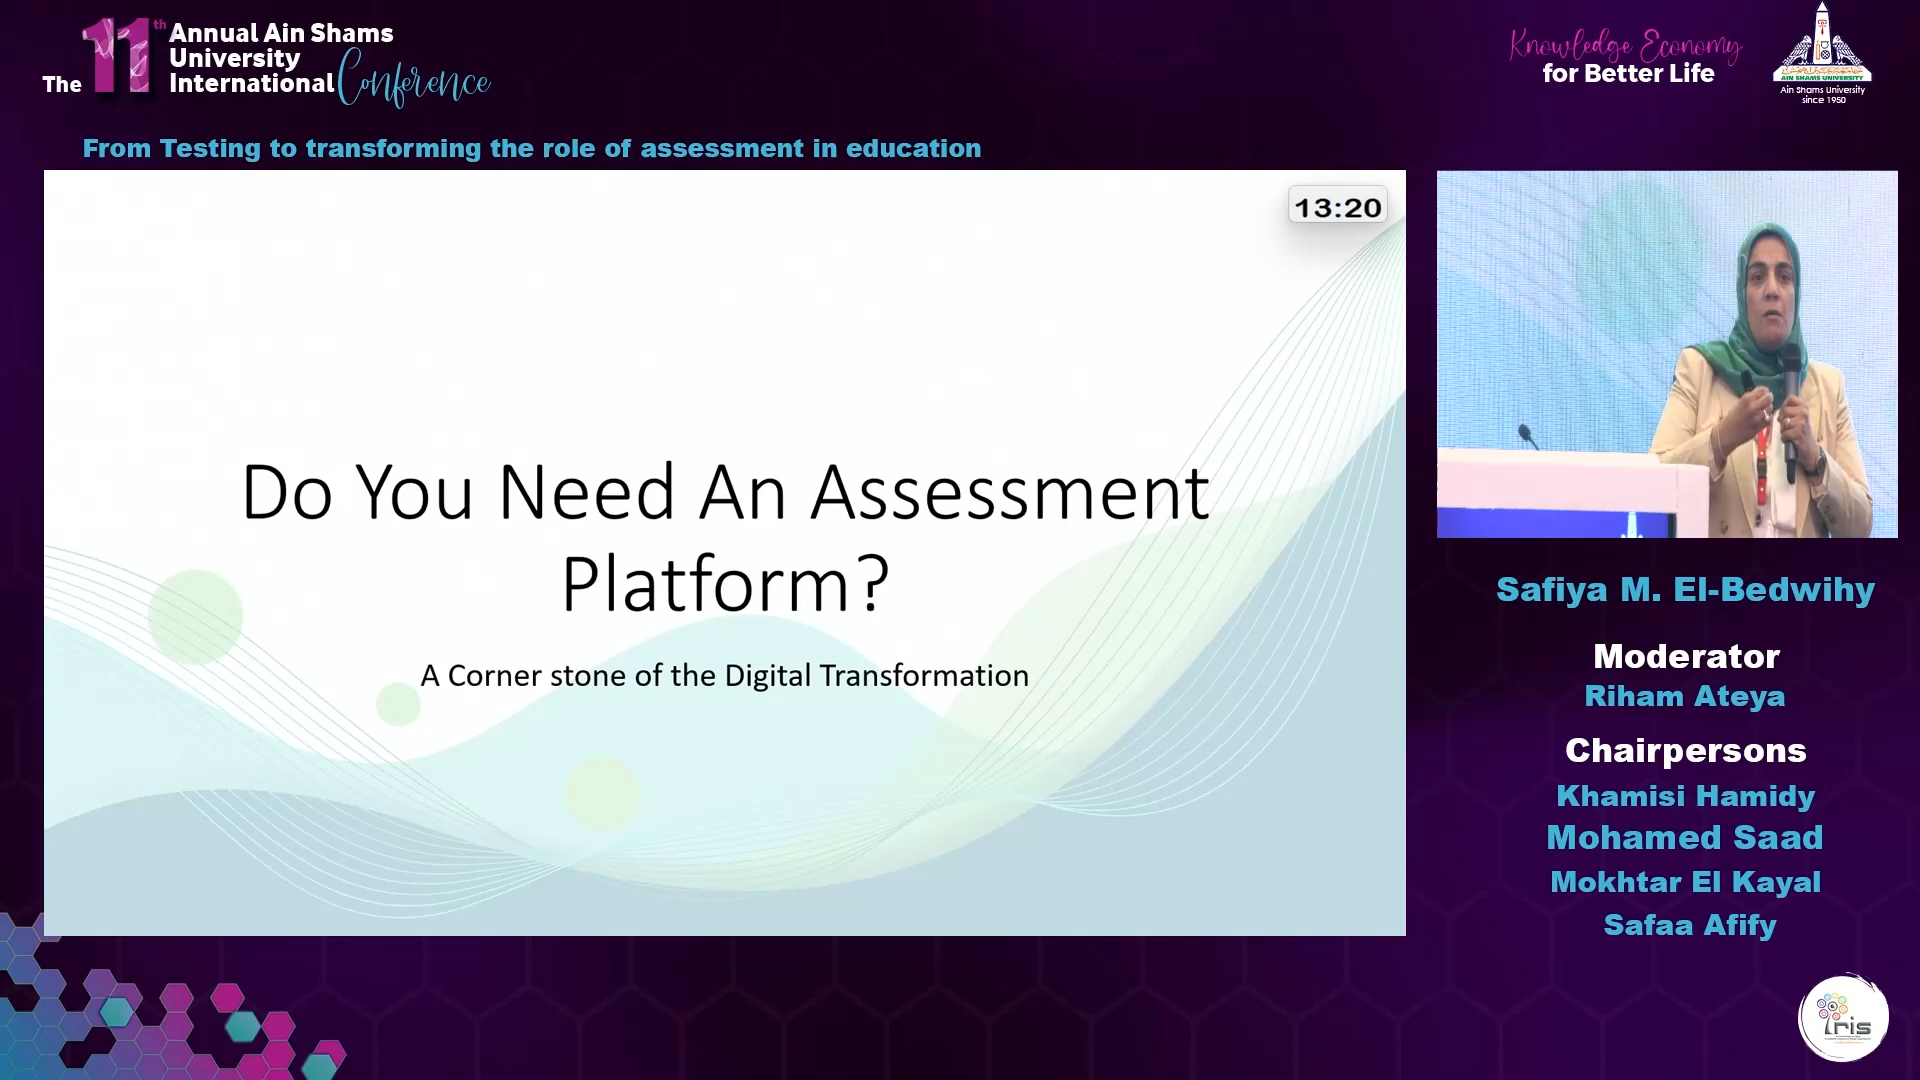 The 11th Annual Ain Shams
University
International Conference
Knowledge Economy
for Better Life
AIN SHAMS UNIVERSITY
Ain Shams University
since 1950
From Testing to transforming the role of assessment in education
13:20
Do You Need An Assessment
Platform?
A Corner stone of the Digital Transformation
Safiya M. El-Bedwihy
Moderator
Riham Ateya
Chairpersons
Khamisi Hamidy
Mohamed Saad
Mokhtar El Kayal
Safaa Afify
iris